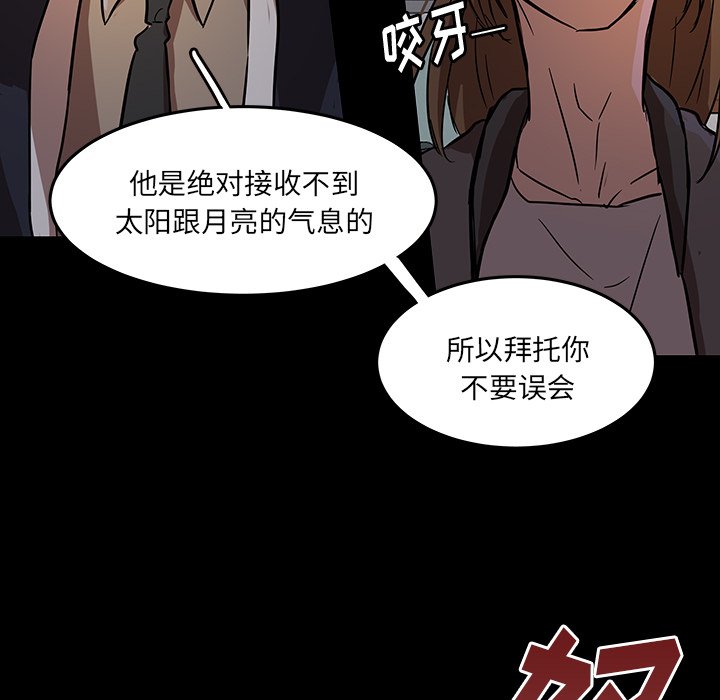 咬牙—
他是绝对接收不到
太阳跟月亮的气息的
所以拜托你
不要误会